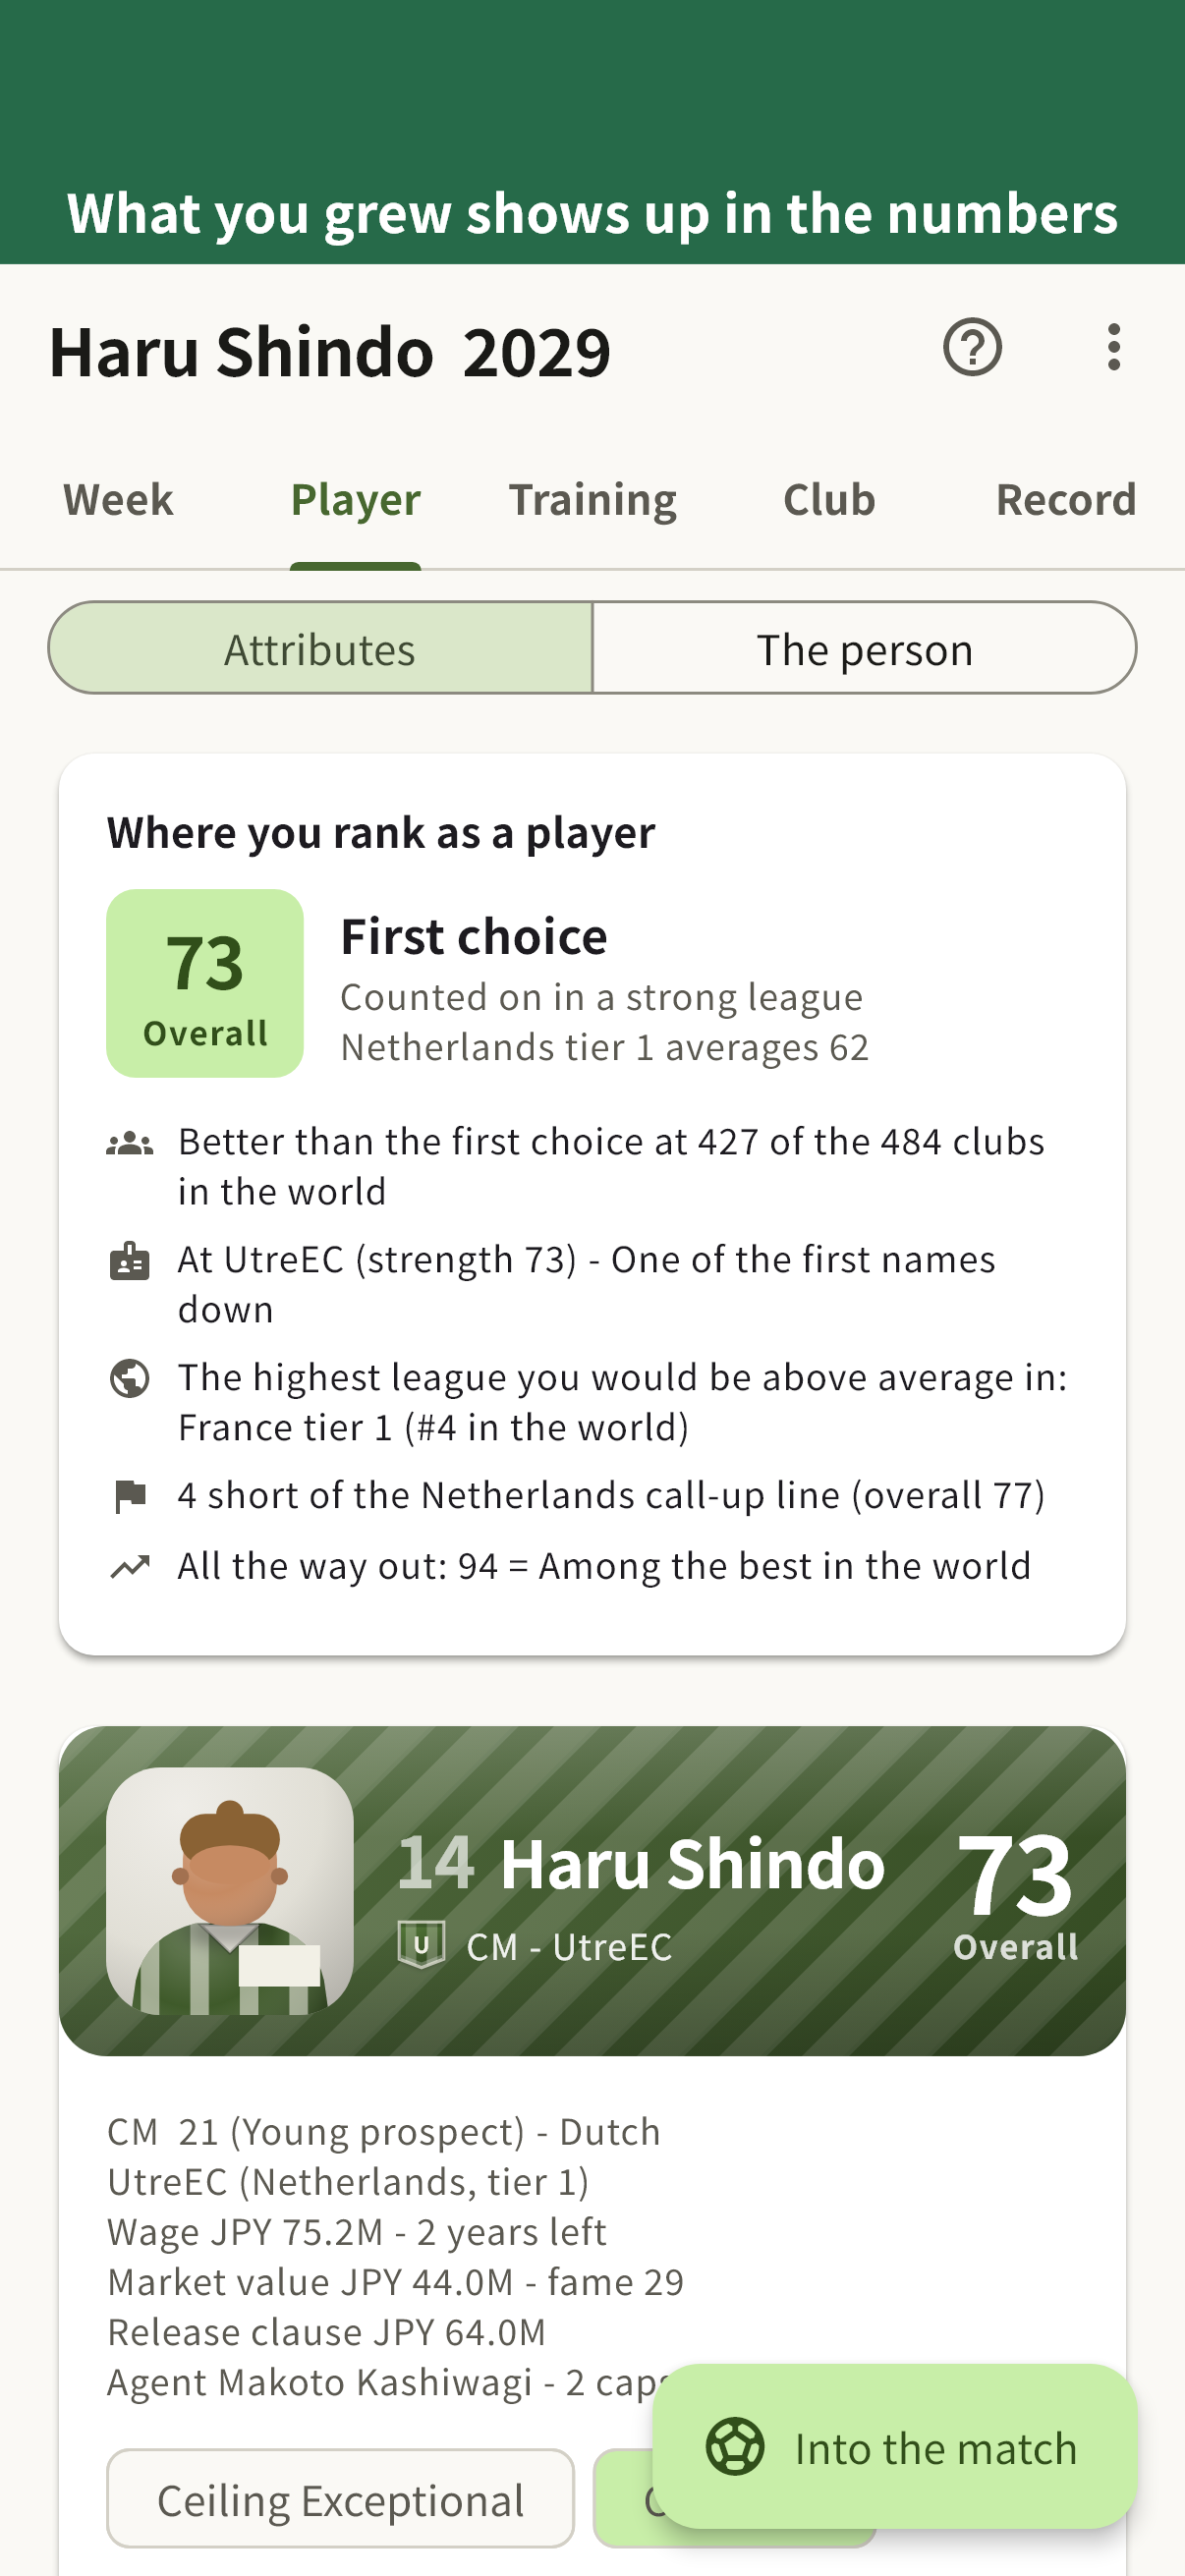 What you grew shows up in the numbers
Haru Shindo 2029
Week Player Training Club Record
Attributes The person
Where you rank as a player
73
Overall
First choice
Counted on in a strong league
Netherlands tier 1 averages 62
Better than the first choice at 427 of the 484 clubs
in the world
At UtreEC (strength 73) - One of the first names
down
The highest league you would be above average in:
France tier 1 (#4 in the world)
4 short of the Netherlands call-up line (overall 77)
All the way out: 94 = Among the best in the world
14 Haru Shindo
U CM - UtreEC
73
Overall
CM 21 (Young prospect) - Dutch
UtreEC (Netherlands, tier 1)
Wage JPY 75.2M - 2 years left
Market value JPY 44.0M - fame 29
Release clause JPY 64.0M
Agent Makoto Kashiwagi - 2 caps
Into the match
Ceiling Exceptional